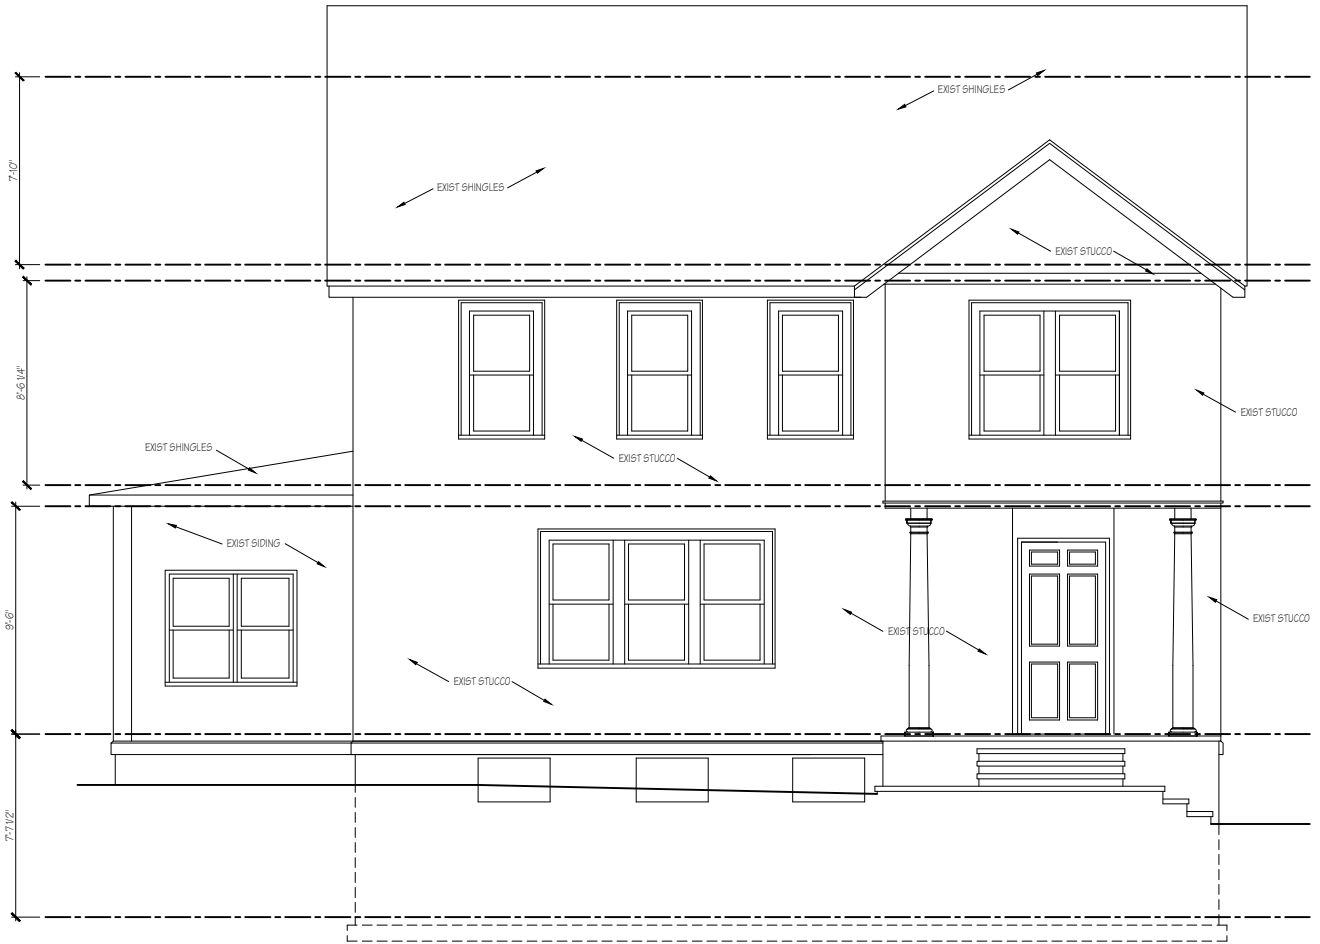 EXIST SHINGLES
7'-10"
EXIST SHINGLES
EXIST STUCCO
8'-6 1/4"
EXIST STUCCO
EXIST SHINGLES
EXIST STUCCO
EXIST SIDING
9'-6"
EXIST STUCCO
EXIST STUCCO
EXIST STUCCO
7'-7 1/2"